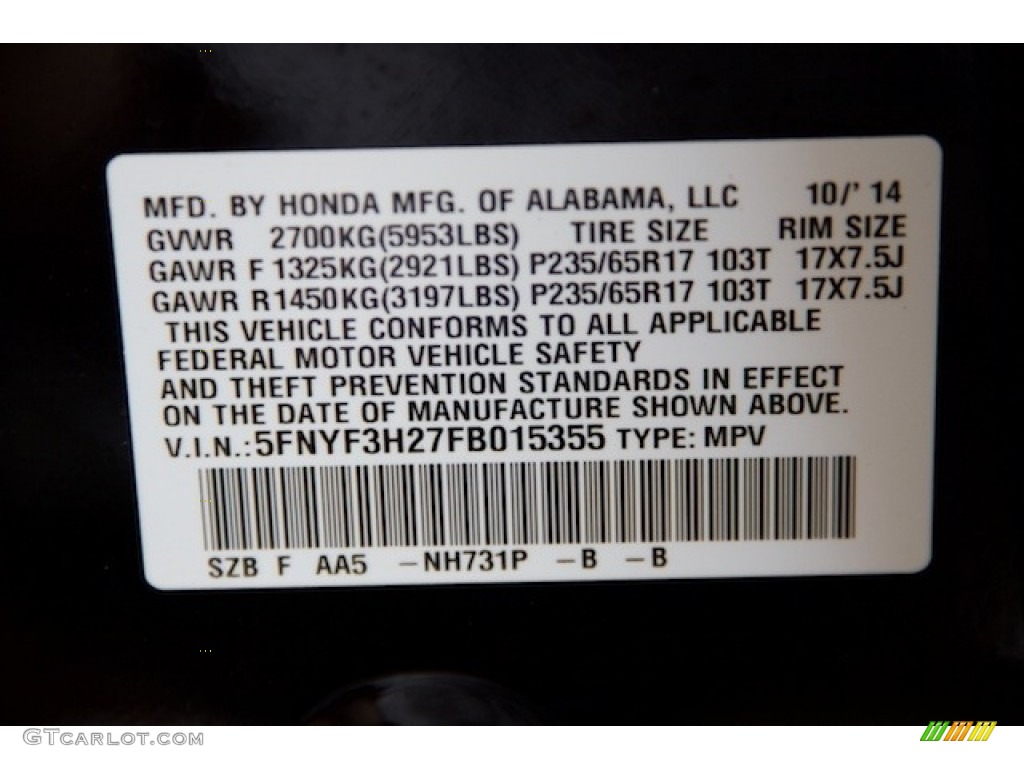 MFD. BY HONDA MFG. OF ALABAMA, LLC 10/' 14
GVWR 2700KG(5953LBS) TIRE SIZE RIM SIZE
GAWR F 1325KG(2921LBS) P235/65R17 103T 17X7.5J
GAWR R1450KG(3197LBS) P235/65R17 103T 17X7.5J
THIS VEHICLE CONFORMS TO ALL APPLICABLE
FEDERAL MOTOR VEHICLE SAFETY
AND THEFT PREVENTION STANDARDS IN EFFECT
ON THE DATE OF MANUFACTURE SHOWN ABOVE.
V.I.N.:5FNYF3H27FB015355 TYPE: MPV
SZB F AA5 -NH731P -B -B
GTCARLOT.COM